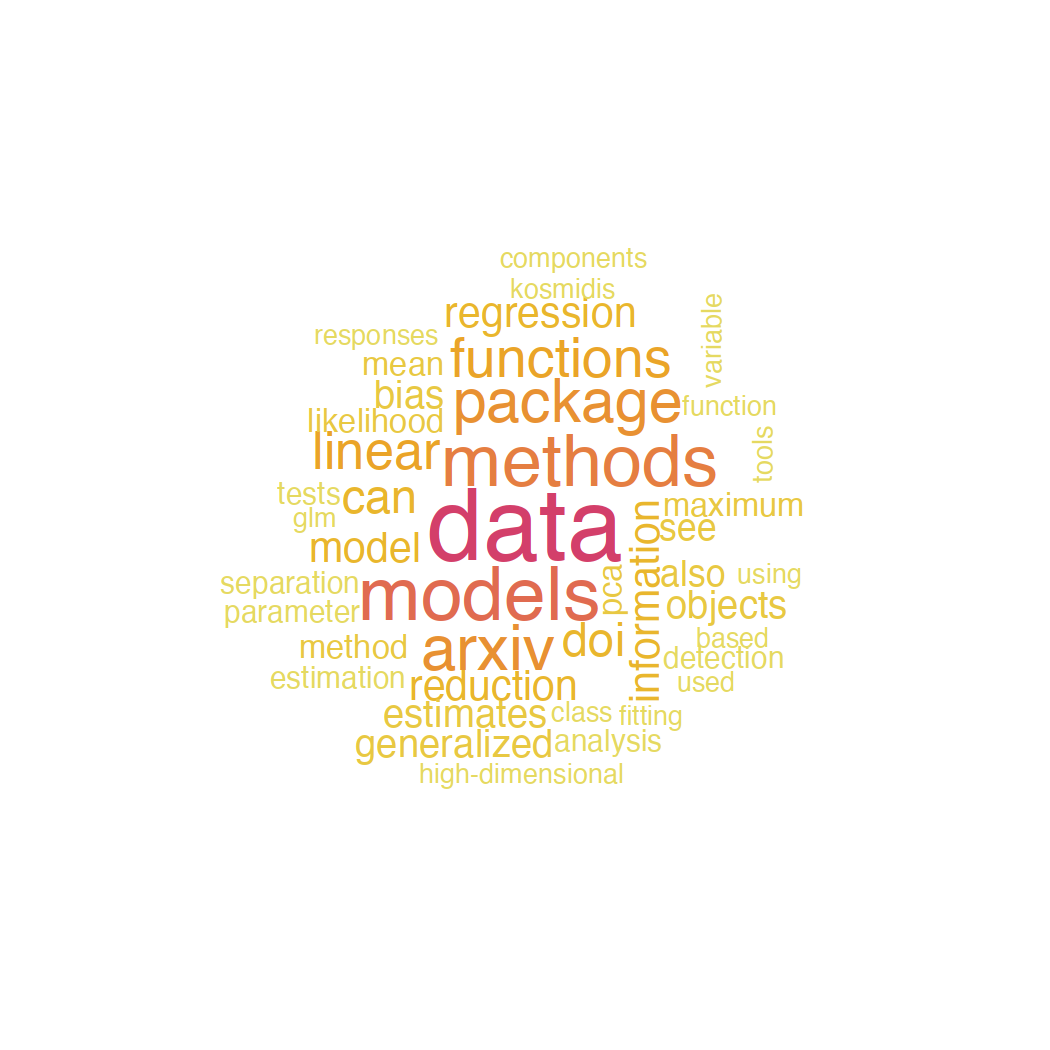 components
kosmidis
regression
variable
responses
functions
mean
package
bias
function
likelihood
linear
methods
tools
tests
can
data
maximum
glm
see
model
information
models
pca
also
using
separation
objects
parameter
arxiv
doi
based
method
detection
estimation
reduction
used
estimates
class
fitting
generalized
analysis
high-dimensional